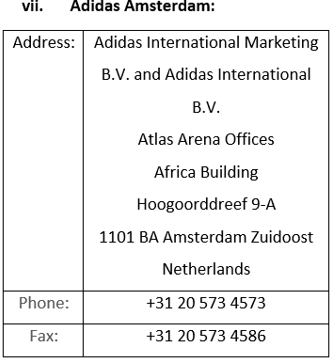 vii. Adidas Amsterdam:
Address: Adidas International Marketing
B.V. and Adidas International
B.V.
Atlas Arena Offices
Africa Building
Hoogoorddreef 9-A
1101 BA Amsterdam Zuidoost
Netherlands
Phone: +31 20 573 4573
Fax: +31 20 573 4586